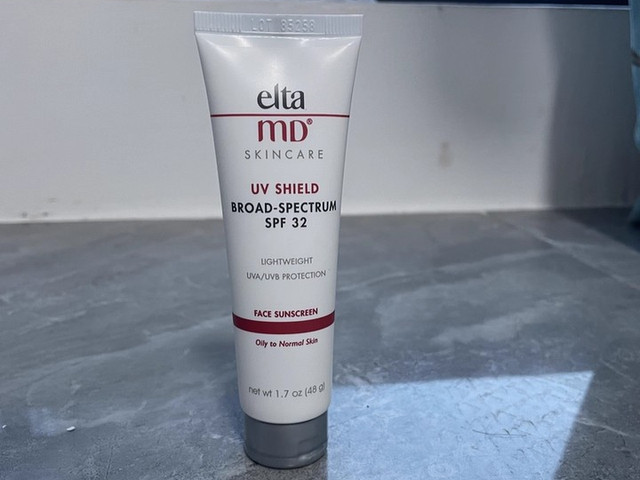 LOT 85258
elta
MD®
SKINCARE
UV SHIELD
BROAD-SPECTRUM
SPF 32
LIGHTWEIGHT
UVA/UVB PROTECTION
FACE SUNSCREEN
Oily to Normal Skin
net wt 1.7 oz (48 g)